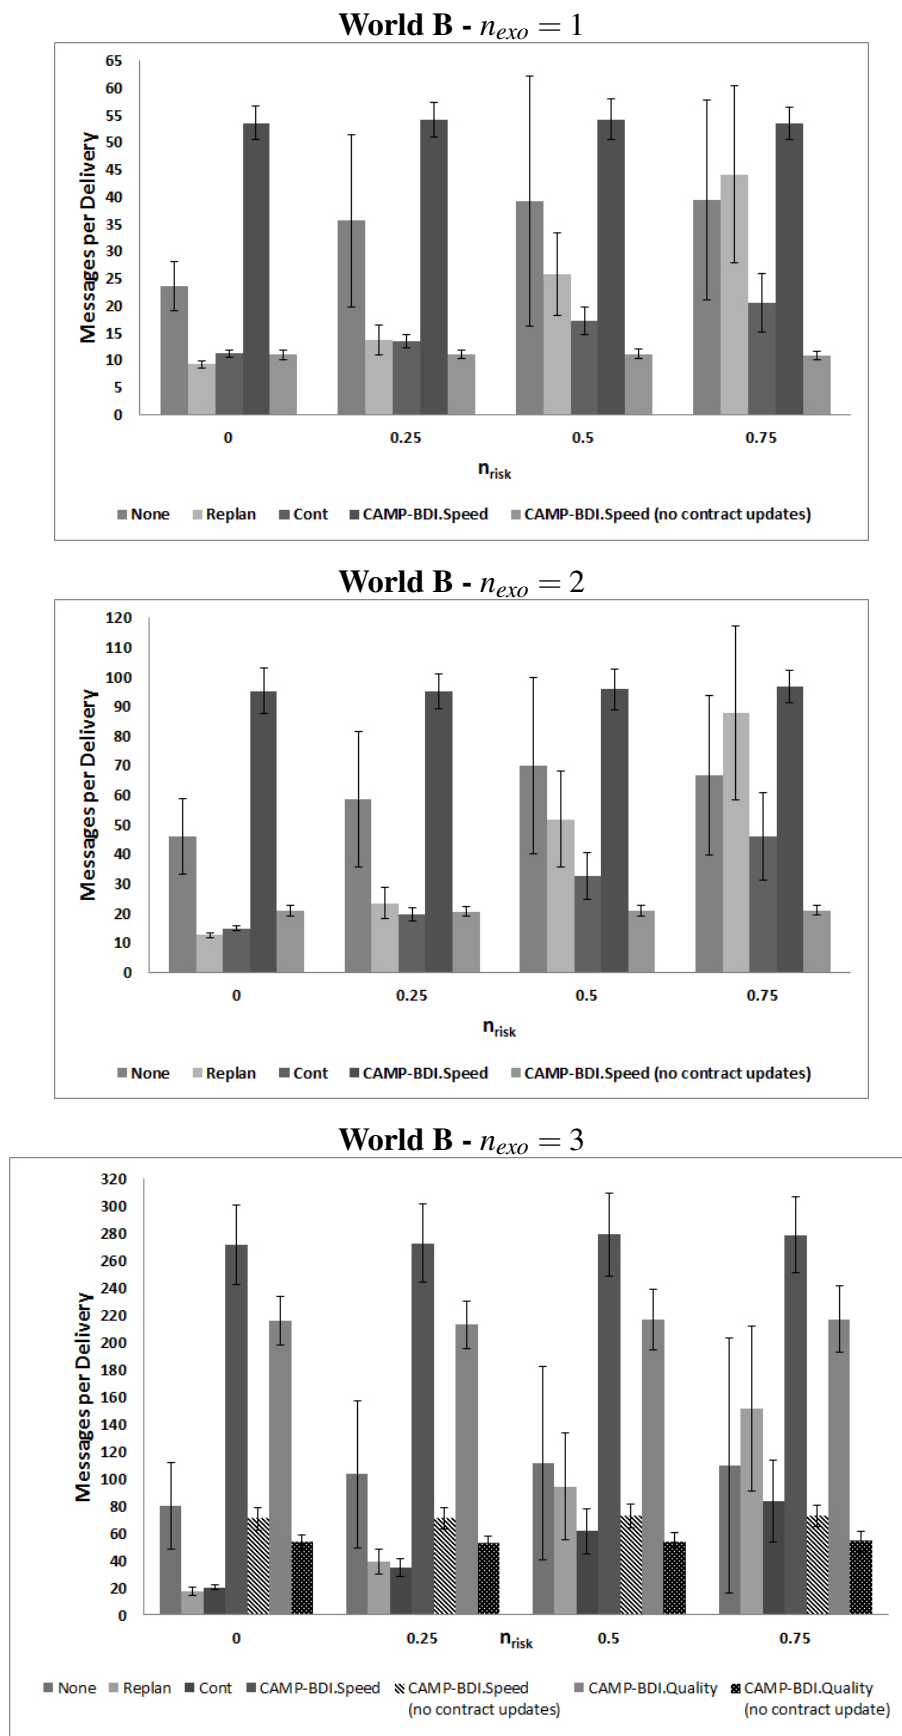 World B - n_exo = 1
65
60
55
50
45
40
35
30
25
20
15
10
5
0
Messages per Delivery
0 0.25 0.5 0.75
n_risk
None Replan Cont CAMP-BDI.Speed CAMP-BDI.Speed (no contract updates)
World B - n_exo = 2
120
110
100
90
80
70
60
50
40
30
20
10
0
Messages per Delivery
0 0.25 0.5 0.75
n_risk
None Replan Cont CAMP-BDI.Speed CAMP-BDI.Speed (no contract updates)
World B - n_exo = 3
320
300
280
260
240
220
200
180
160
140
120
100
80
60
40
20
0
Messages per Delivery
0 0.25 n_risk 0.5 0.75
None Replan Cont CAMP-BDI.Speed CAMP-BDI.Speed CAMP-BDI.Quality CAMP-BDI.Quality
(no contract updates) (no contract update)